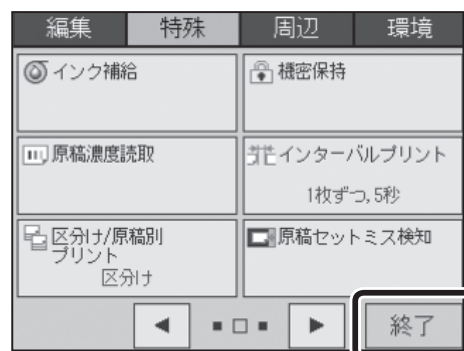 編集 特殊 周辺 環境
インク補給 機密保持
原稿濃度読取 インターバルプリント
1枚ずつ,5秒
区分け/原稿別 原稿セットミス検知
プリント
区分け
終了